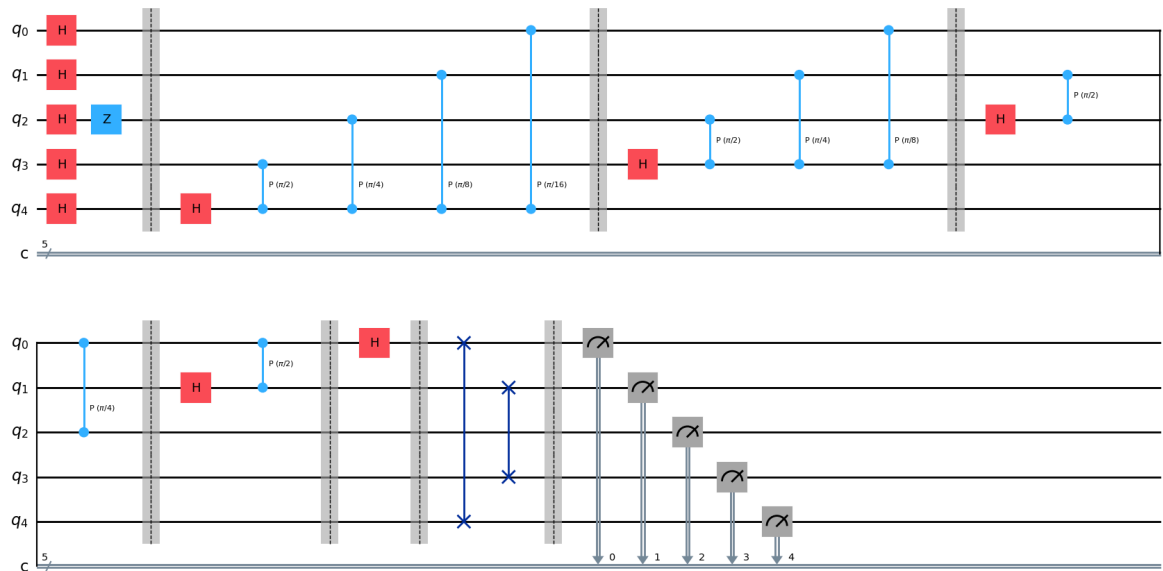 q0 H
q1 H
q2 H Z H P (π/2)
q3 H P (π/2) P (π/4) P (π/8) P (π/16) H P (π/2) P (π/4) P (π/8)
q4 H H
c 5
q0 H
q1 H P (π/2)
q2 P (π/4)
q3
q4
c 5 0 1 2 3 4